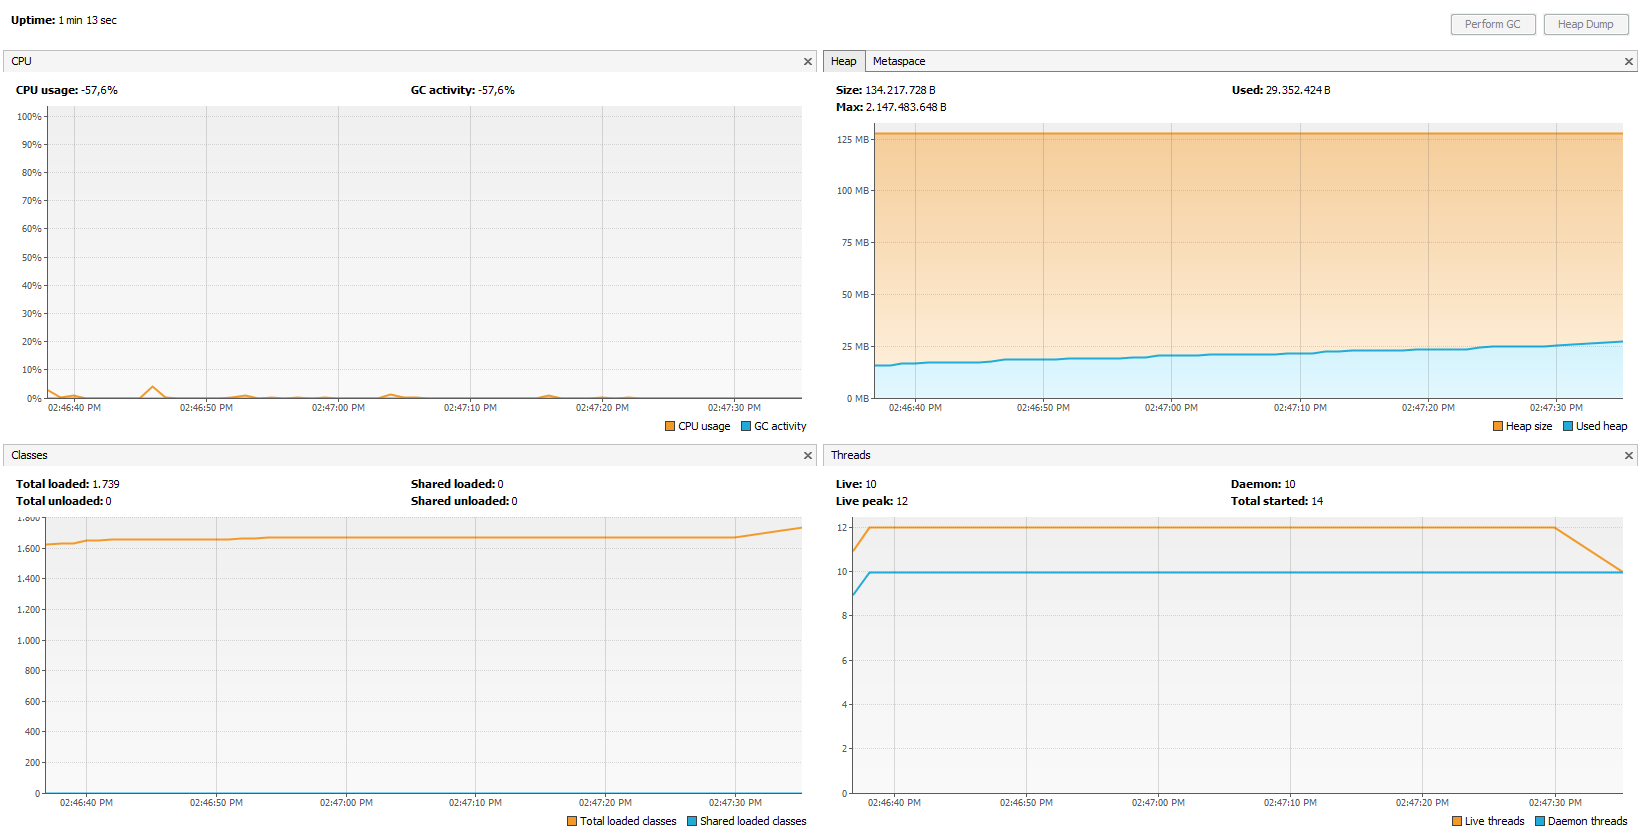 Uptime: 1 min 13 sec
Perform GC
Heap Dump
CPU
CPU usage: -57,6%
GC activity: -57,6%
100%
90%
80%
70%
60%
50%
40%
30%
20%
10%
0%
02:46:40 PM
02:46:50 PM
02:47:00 PM
02:47:10 PM
02:47:20 PM
02:47:30 PM
CPU usage
GC activity
Heap
Metaspace
Size: 134.217.728 B
Used: 29.352.424 B
Max: 2.147.483.648 B
125 MB
100 MB
75 MB
50 MB
25 MB
0 MB
02:46:40 PM
02:46:50 PM
02:47:00 PM
02:47:10 PM
02:47:20 PM
02:47:30 PM
Heap size
Used heap
Classes
Total loaded: 1.739
Shared loaded: 0
Total unloaded: 0
Shared unloaded: 0
1.800
1.600
1.400
1.200
1.000
800
600
400
200
0
02:46:40 PM
02:46:50 PM
02:47:00 PM
02:47:10 PM
02:47:20 PM
02:47:30 PM
Total loaded classes
Shared loaded classes
Threads
Live: 10
Daemon: 10
Live peak: 12
Total started: 14
12
10
8
6
4
2
0
02:46:40 PM
02:46:50 PM
02:47:00 PM
02:47:10 PM
02:47:20 PM
02:47:30 PM
Live threads
Daemon threads